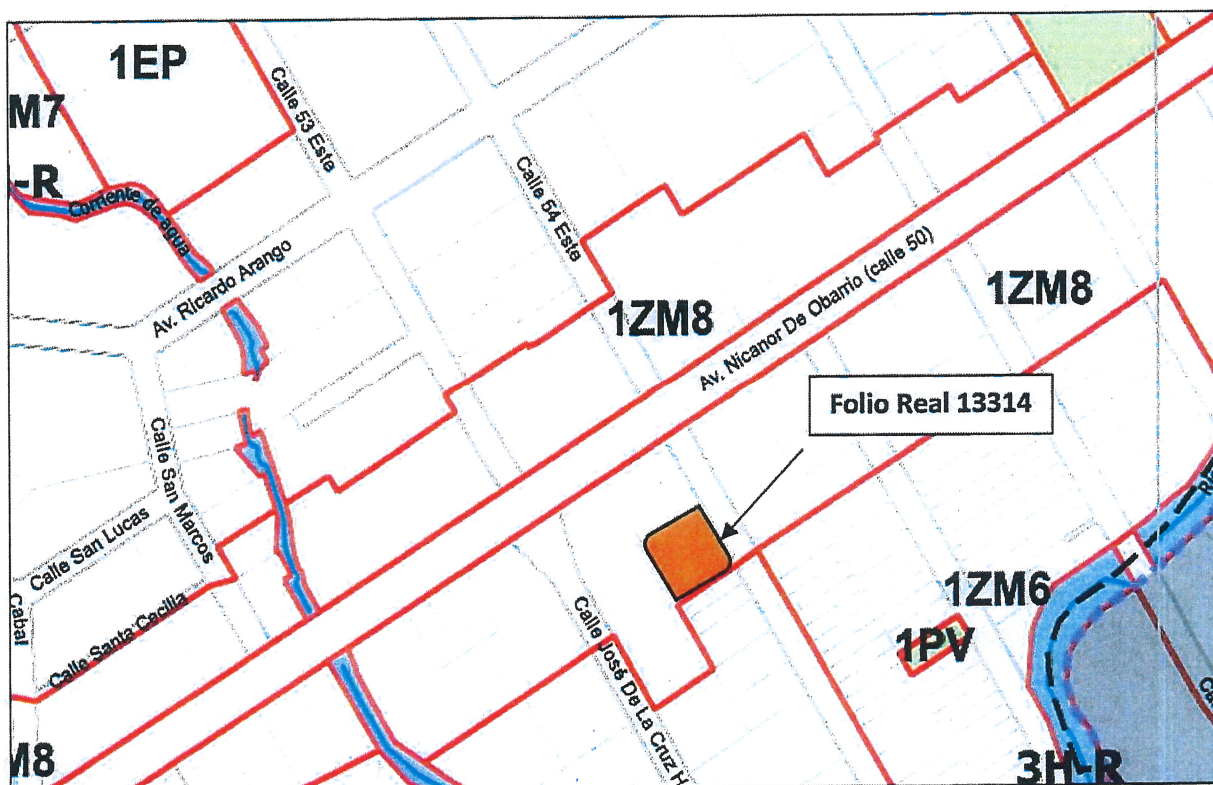 1EP
M7
-R
Corriente de agua
Calle 53 Este
Calle 54 Este
Av. Ricardo Arango
1ZM8
1ZM8
Av. Nicanor De Obarrio (calle 50)
Folio Real 13314
Calle San Marcos
Calle San Lucas
Cabal
Calle Santa Cecilia
Calle José De La Cruz H
1ZM6
1PV
M8
3H-R